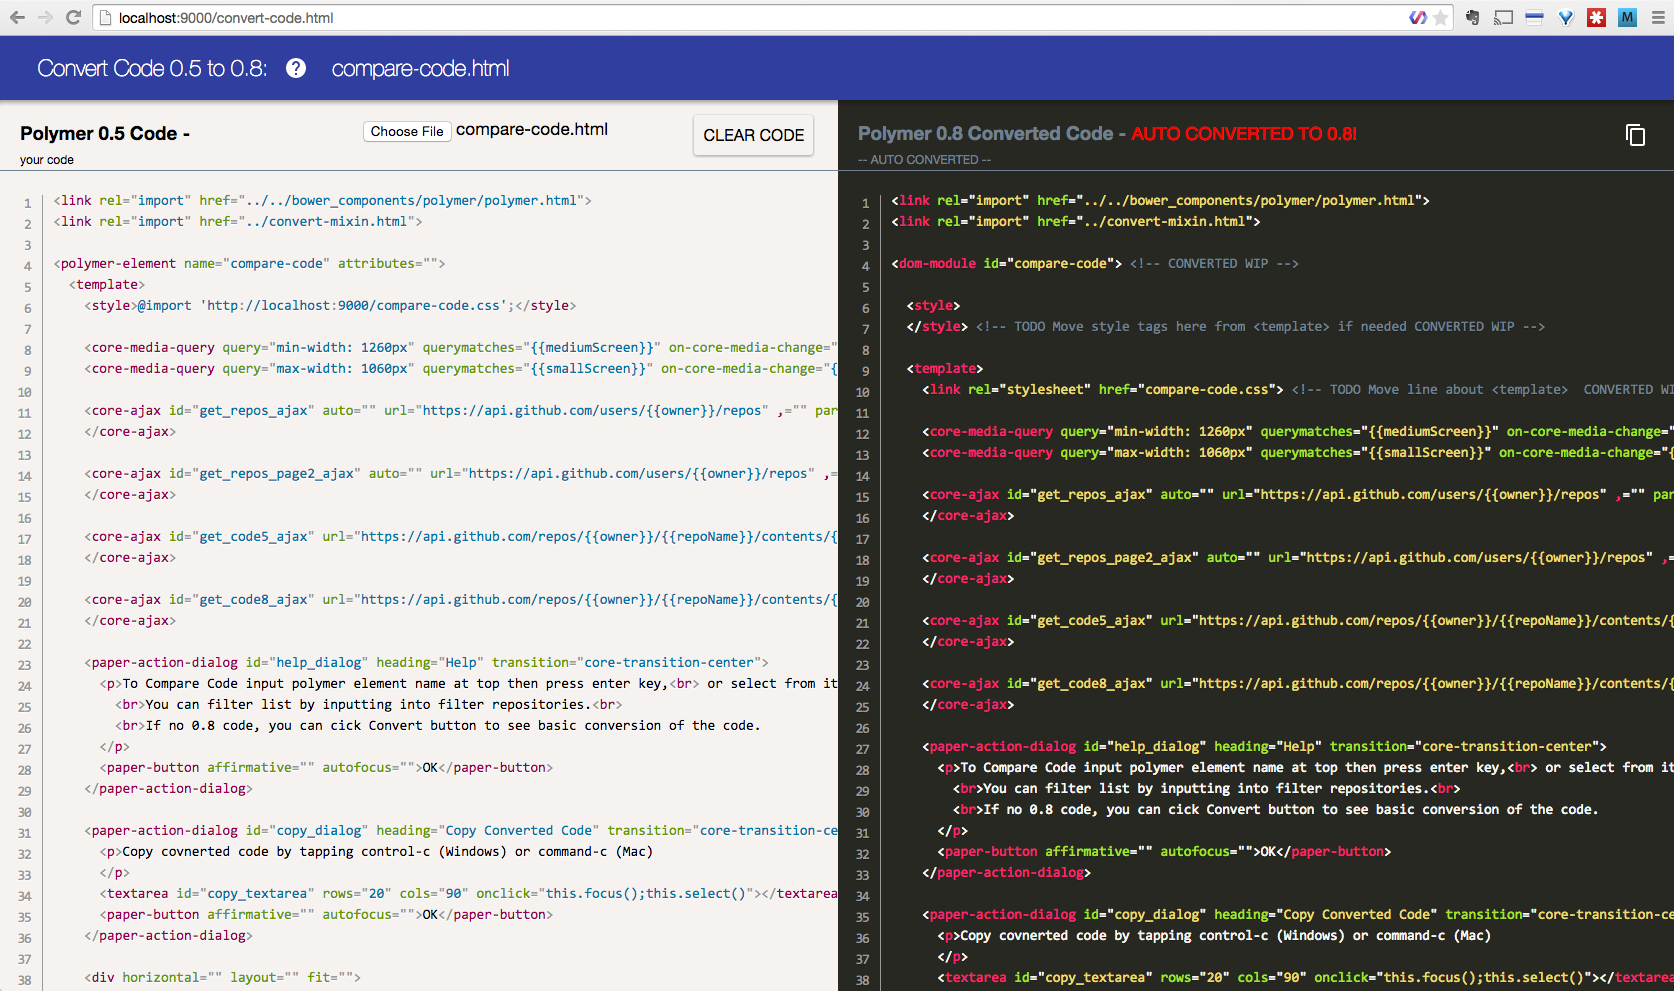 localhost:9000/convert-code.html
M
Convert Code 0.5 to 0.8: ? compare-code.html
Polymer 0.5 Code -
your code
Choose File compare-code.html
CLEAR CODE
1 <link rel="import" href="../../bower_components/polymer/polymer.html">
2 <link rel="import" href="../convert-mixin.html">
3
4 <polymer-element name="compare-code" attributes="">
5 <template>
6 <style>@import 'http://localhost:9000/compare-code.css';</style>
7
8 <core-media-query query="min-width: 1260px" querymatches="{{mediumScreen}}" on-core-media-change="
9 <core-media-query query="max-width: 1060px" querymatches="{{smallScreen}}" on-core-media-change="{
10
11 <core-ajax id="get_repos_ajax" auto="" url="https://api.github.com/users/{{owner}}/repos" ,="" par
12 </core-ajax>
13
14 <core-ajax id="get_repos_page2_ajax" auto="" url="https://api.github.com/users/{{owner}}/repos" ,=
15 </core-ajax>
16
17 <core-ajax id="get_code5_ajax" url="https://api.github.com/repos/{{owner}}/{{repoName}}/contents/{
18 </core-ajax>
19
20 <core-ajax id="get_code8_ajax" url="https://api.github.com/repos/{{owner}}/{{repoName}}/contents/{
21 </core-ajax>
22
23 <paper-action-dialog id="help_dialog" heading="Help" transition="core-transition-center">
24 <p>To Compare Code input polymer element name at top then press enter key,<br> or select from it
25 <br>You can filter list by inputting into filter repositories.<br>
26 <br>If no 0.8 code, you can cick Convert button to see basic conversion of the code.
27 </p>
28 <paper-button affirmative="" autofocus="">OK</paper-button>
29 </paper-action-dialog>
30
31 <paper-action-dialog id="copy_dialog" heading="Copy Converted Code" transition="core-transition-ce
32 <p>Copy covnerted code by tapping control-c (Windows) or command-c (Mac)
33 </p>
34 <textarea id="copy_textarea" rows="20" cols="90" onclick="this.focus();this.select()"></textarea
35 <paper-button affirmative="" autofocus="">OK</paper-button>
36 </paper-action-dialog>
37
38 <div horizontal="" layout="" fit="">
Polymer 0.8 Converted Code - AUTO CONVERTED TO 0.8!
-- AUTO CONVERTED --
1 <link rel="import" href="../../bower_components/polymer/polymer.html">
2 <link rel="import" href="../convert-mixin.html">
3
4 <dom-module id="compare-code"> <!-- CONVERTED WIP -->
5
6 <style>
7 </style> <!-- TODO Move style tags here from <template> if needed CONVERTED WIP -->
8
9 <template>
10 <link rel="stylesheet" href="compare-code.css"> <!-- TODO Move line about <template> CONVERTED WI
11
12 <core-media-query query="min-width: 1260px" querymatches="{{mediumScreen}}" on-core-media-change="
13 <core-media-query query="max-width: 1060px" querymatches="{{smallScreen}}" on-core-media-change="{
14
15 <core-ajax id="get_repos_ajax" auto="" url="https://api.github.com/users/{{owner}}/repos" ,="" par
16 </core-ajax>
17
18 <core-ajax id="get_repos_page2_ajax" auto="" url="https://api.github.com/users/{{owner}}/repos" ,=
19 </core-ajax>
20
21 <core-ajax id="get_code5_ajax" url="https://api.github.com/repos/{{owner}}/{{repoName}}/contents/{
22 </core-ajax>
23
24 <core-ajax id="get_code8_ajax" url="https://api.github.com/repos/{{owner}}/{{repoName}}/contents/{
25 </core-ajax>
26
27 <paper-action-dialog id="help_dialog" heading="Help" transition="core-transition-center">
28 <p>To Compare Code input polymer element name at top then press enter key,<br> or select from it
29 <br>You can filter list by inputting into filter repositories.<br>
30 <br>If no 0.8 code, you can cick Convert button to see basic conversion of the code.
31 </p>
32 <paper-button affirmative="" autofocus="">OK</paper-button>
33 </paper-action-dialog>
34
35 <paper-action-dialog id="copy_dialog" heading="Copy Converted Code" transition="core-transition-ce
36 <p>Copy covnerted code by tapping control-c (Windows) or command-c (Mac)
37 </p>
38 <textarea id="copy_textarea" rows="20" cols="90" onclick="this.focus();this.select()"></textarea